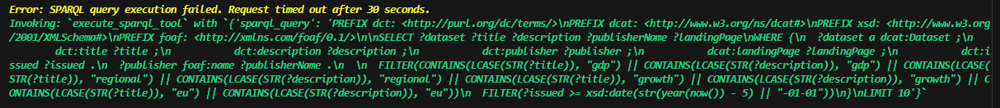 Error: SPARQL query execution failed. Request timed out after 30 seconds.
Invoking: `execute_sparql_tool` with `{'sparql_query': 'PREFIX dct: <http://purl.org/dc/terms/>\nPREFIX dcat: <http://www.w3.org/ns/dcat#>\nPREFIX xsd: <http://www.w3.org
/2001/XMLSchema#>\nPREFIX foaf: <http://xmlns.com/foaf/0.1/>\n\nSELECT ?dataset ?title ?description ?publisherName ?landingPage\nWHERE {\n  ?dataset a dcat:Dataset ;\n
         dct:title ?title ;\n           dct:description ?description ;\n           dct:publisher ?publisher ;\n           dcat:landingPage ?landingPage ;\n           dct:i
ssued ?issued .\n  ?publisher foaf:name ?publisherName .\n  \n  FILTER(CONTAINS(LCASE(STR(?title)), "gdp") || CONTAINS(LCASE(STR(?description)), "gdp") || CONTAINS(LCASE(
STR(?title)), "regional") || CONTAINS(LCASE(STR(?description)), "regional") || CONTAINS(LCASE(STR(?title)), "growth") || CONTAINS(LCASE(STR(?description)), "growth") || C
ONTAINS(LCASE(STR(?title)), "eu") || CONTAINS(LCASE(STR(?description)), "eu"))\n  FILTER(?issued >= xsd:date(str(year(now()) - 5) || "-01-01"))\n}\nLIMIT 10'}`